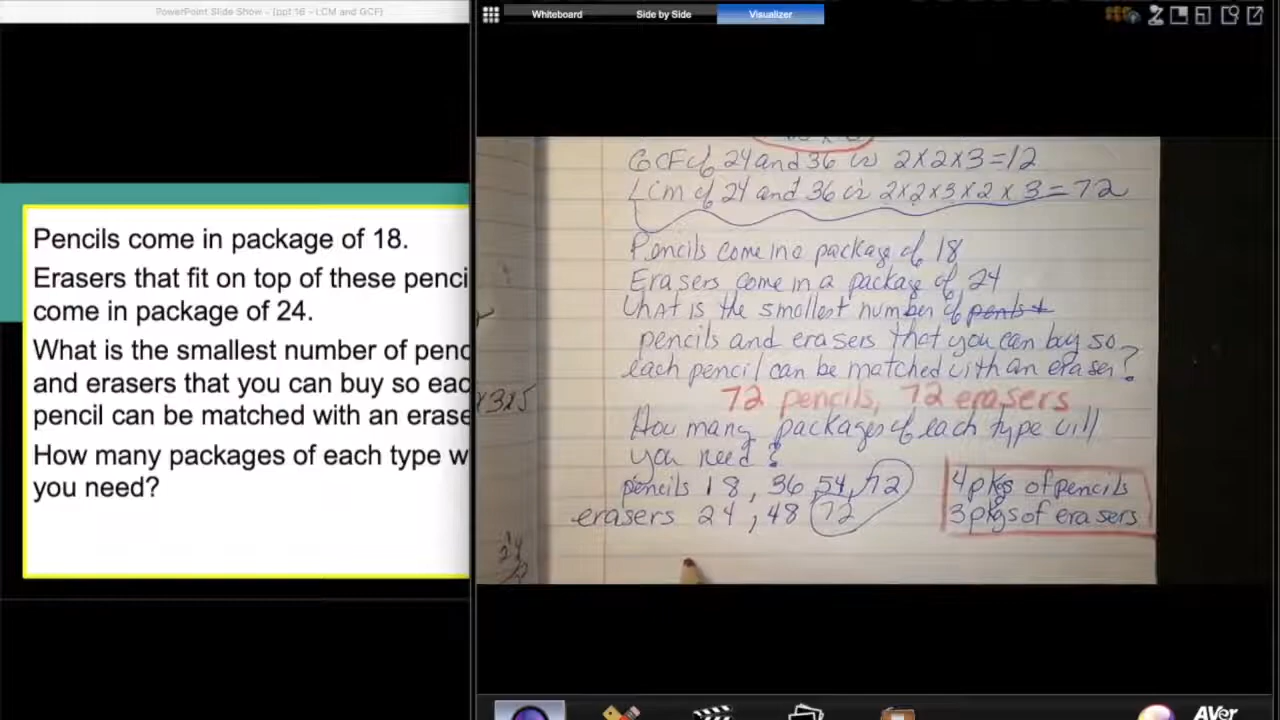 PowerPoint Slide Show - [ppt 16 - LCM and GCF]
Whiteboard
Side by Side
Visualizer
Pencils come in package of 18.
Erasers that fit on top of these penci
come in package of 24.
What is the smallest number of penc
and erasers that you can buy so eac
pencil can be matched with an erase
How many packages of each type w
you need?
GCF of 24 and 36 is 2x2x3=12
LCM of 24 and 36 is 2x2x3x2x3=72
Pencils come in a package of 18
Erasers come in a package of 24
What is the smallest number of
pencils and erasers that you can buy so
each pencil can be matched with an eraser?
x3x5
72 pencils, 72 erasers
How many packages of each type will
you need?
pencils 18, 36, 54, 72
erasers 24, 48 72
4 pkgs of pencils
3 pkgs of erasers
24
AVer